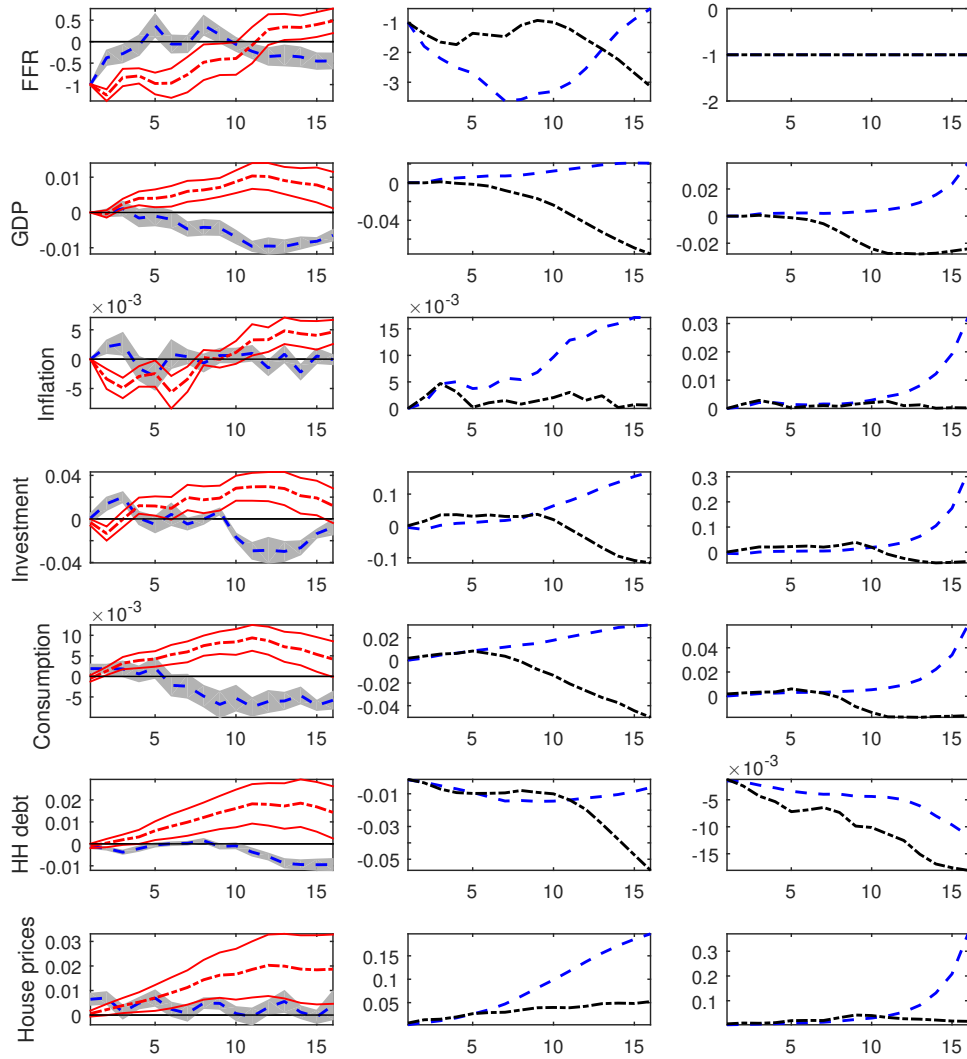 0.5 0 -0.5 -1 FFR 5 10 15
-1 -2 -3 5 10 15
0 -1 -2 5 10 15
0.01 0 -0.01 GDP 5 10 15
0 -0.04 5 10 15
0 -0.02 5 10 15
×10⁻³ 5 0 -5 Inflation 5 10 15
×10⁻³ 15 10 5 0 5 10 15
0.03 0.02 0.01 0 5 10 15
0.04 0 -0.04 Investment 5 10 15
0.1 0 -0.1 5 10 15
0.3 0.2 0.1 0 5 10 15
×10⁻³ 10 5 0 -5 Consumption 5 10 15
0.02 0 -0.02 -0.04 5 10 15
0.04 0.02 0 5 10 15
0.02 0.01 0 -0.01 HH debt 5 10 15
-0.01 -0.03 -0.05 5 10 15
×10⁻³ -5 -10 -15 5 10 15
0.03 0.02 0.01 0 House prices 5 10 15
0.15 0.1 0.05 5 10 15
0.3 0.2 0.1 5 10 15